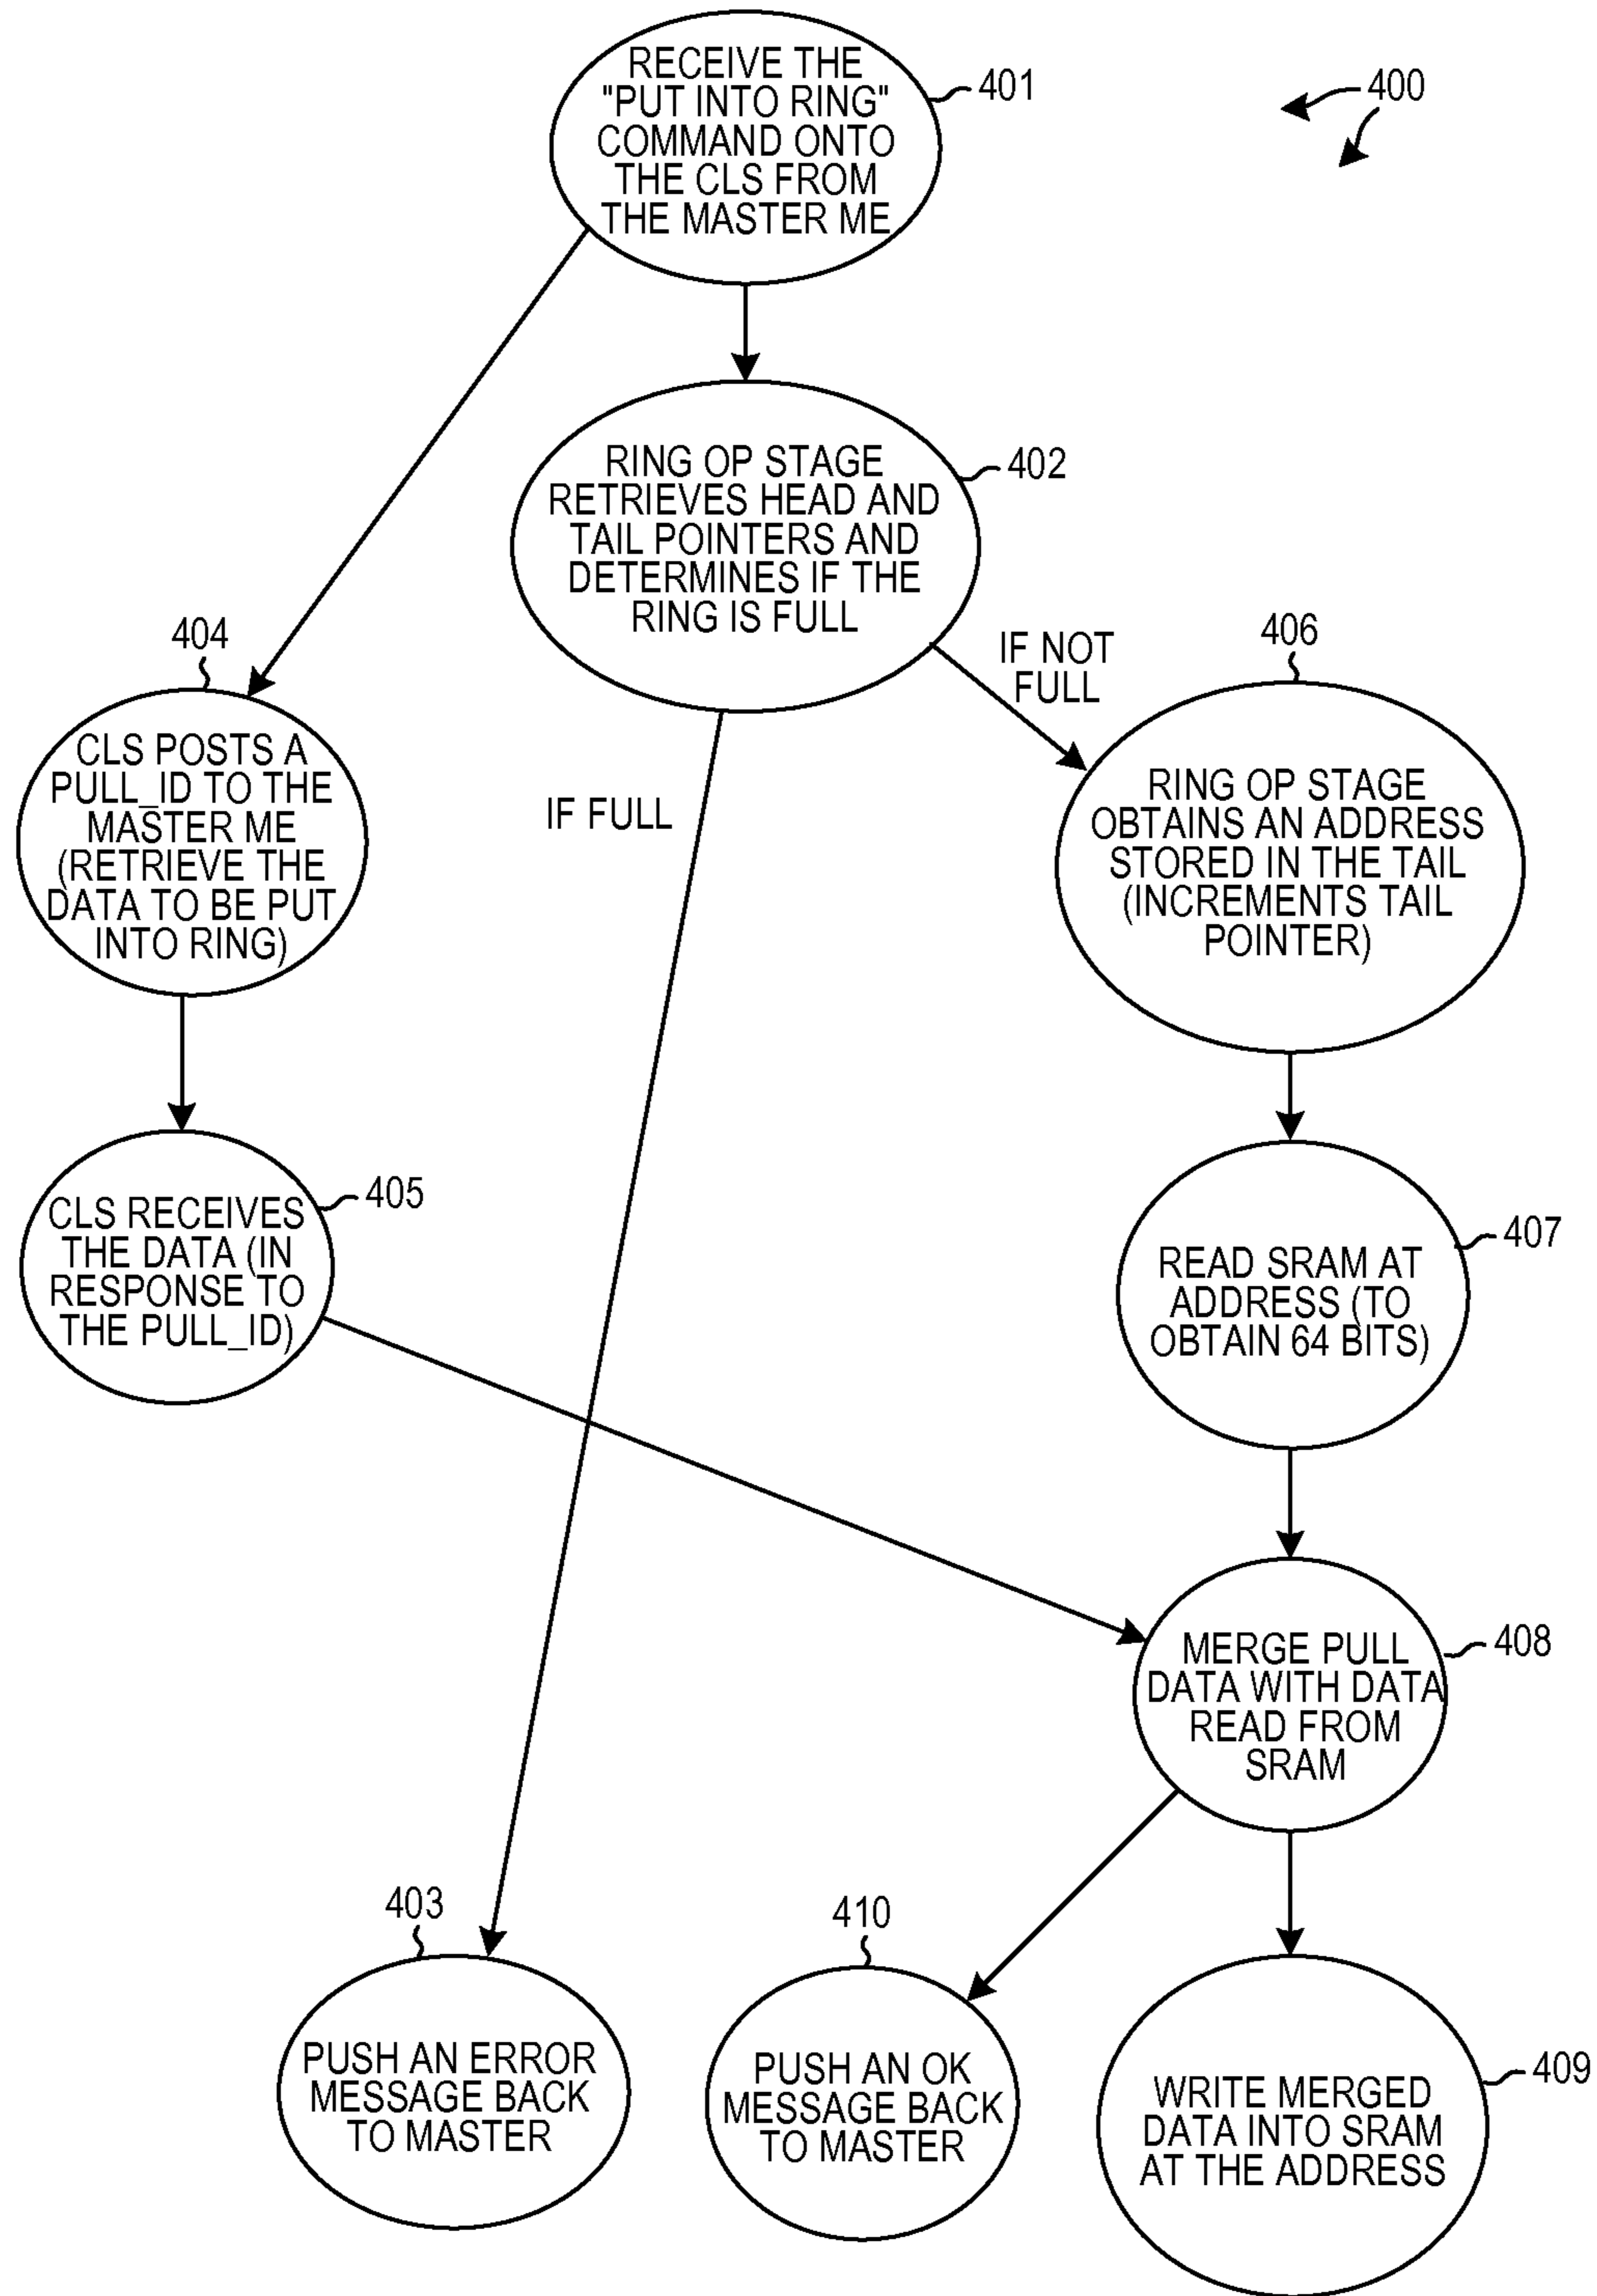 RECEIVE THE
"PUT INTO RING"
COMMAND ONTO
THE CLS FROM
THE MASTER ME
401
400
RING OP STAGE
RETRIEVES HEAD AND
TAIL POINTERS AND
DETERMINES IF THE
RING IS FULL
402
404
CLS POSTS A
PULL_ID TO THE
MASTER ME
(RETRIEVE THE
DATA TO BE PUT
INTO RING)
IF FULL
IF NOT
FULL
406
RING OP STAGE
OBTAINS AN ADDRESS
STORED IN THE TAIL
(INCREMENTS TAIL
POINTER)
CLS RECEIVES
THE DATA (IN
RESPONSE TO
THE PULL_ID)
405
READ SRAM AT
ADDRESS (TO
OBTAIN 64 BITS)
407
MERGE PULL
DATA WITH DATA
READ FROM
SRAM
408
403
PUSH AN ERROR
MESSAGE BACK
TO MASTER
410
PUSH AN OK
MESSAGE BACK
TO MASTER
WRITE MERGED
DATA INTO SRAM
AT THE ADDRESS
409